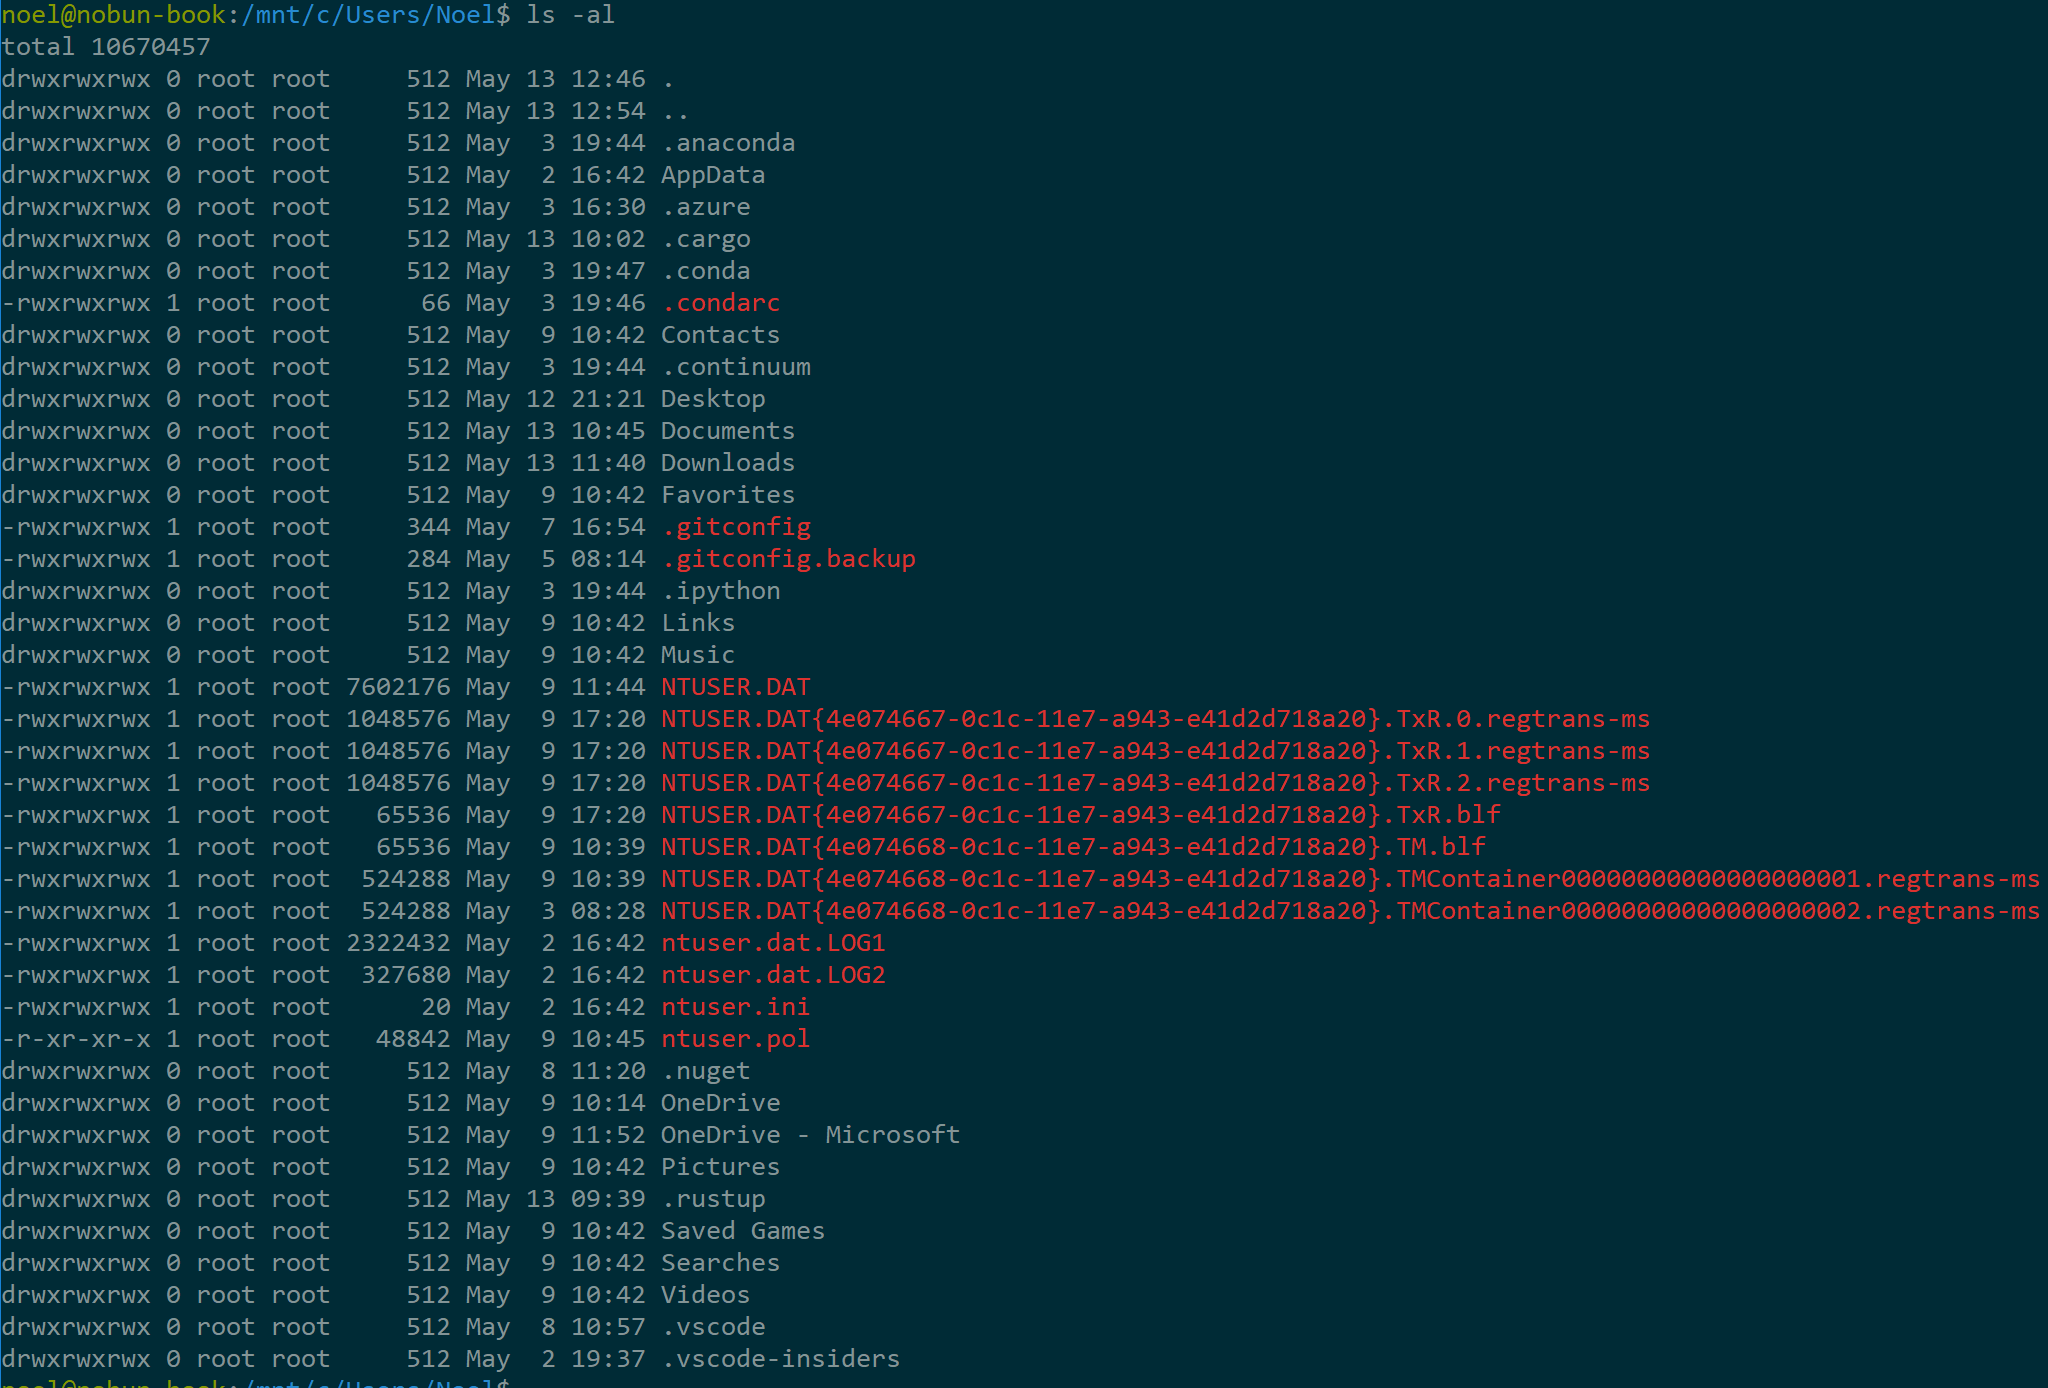 noel@nobun-book:/mnt/c/Users/Noel$ ls -al
total 10670457
drwxrwxrwx 0 root root     512 May 13 12:46 .
drwxrwxrwx 0 root root     512 May 13 12:54 ..
drwxrwxrwx 0 root root     512 May  3 19:44 .anaconda
drwxrwxrwx 0 root root     512 May  2 16:42 AppData
drwxrwxrwx 0 root root     512 May  3 16:30 .azure
drwxrwxrwx 0 root root     512 May 13 10:02 .cargo
drwxrwxrwx 0 root root     512 May  3 19:47 .conda
-rwxrwxrwx 1 root root      66 May  3 19:46 .condarc
drwxrwxrwx 0 root root     512 May  9 10:42 Contacts
drwxrwxrwx 0 root root     512 May  3 19:44 .continuum
drwxrwxrwx 0 root root     512 May 12 21:21 Desktop
drwxrwxrwx 0 root root     512 May 13 10:45 Documents
drwxrwxrwx 0 root root     512 May 13 11:40 Downloads
drwxrwxrwx 0 root root     512 May  9 10:42 Favorites
-rwxrwxrwx 1 root root     344 May  7 16:54 .gitconfig
-rwxrwxrwx 1 root root     284 May  5 08:14 .gitconfig.backup
drwxrwxrwx 0 root root     512 May  3 19:44 .ipython
drwxrwxrwx 0 root root     512 May  9 10:42 Links
drwxrwxrwx 0 root root     512 May  9 10:42 Music
-rwxrwxrwx 1 root root 7602176 May  9 11:44 NTUSER.DAT
-rwxrwxrwx 1 root root 1048576 May  9 17:20 NTUSER.DAT{4e074667-0c1c-11e7-a943-e41d2d718a20}.TxR.0.regtrans-ms
-rwxrwxrwx 1 root root 1048576 May  9 17:20 NTUSER.DAT{4e074667-0c1c-11e7-a943-e41d2d718a20}.TxR.1.regtrans-ms
-rwxrwxrwx 1 root root 1048576 May  9 17:20 NTUSER.DAT{4e074667-0c1c-11e7-a943-e41d2d718a20}.TxR.2.regtrans-ms
-rwxrwxrwx 1 root root   65536 May  9 17:20 NTUSER.DAT{4e074667-0c1c-11e7-a943-e41d2d718a20}.TxR.blf
-rwxrwxrwx 1 root root   65536 May  9 10:39 NTUSER.DAT{4e074668-0c1c-11e7-a943-e41d2d718a20}.TM.blf
-rwxrwxrwx 1 root root  524288 May  9 10:39 NTUSER.DAT{4e074668-0c1c-11e7-a943-e41d2d718a20}.TMContainer00000000000000000001.regtrans-ms
-rwxrwxrwx 1 root root  524288 May  3 08:28 NTUSER.DAT{4e074668-0c1c-11e7-a943-e41d2d718a20}.TMContainer00000000000000000002.regtrans-ms
-rwxrwxrwx 1 root root 2322432 May  2 16:42 ntuser.dat.LOG1
-rwxrwxrwx 1 root root  327680 May  2 16:42 ntuser.dat.LOG2
-rwxrwxrwx 1 root root      20 May  2 16:42 ntuser.ini
-r-xr-xr-x 1 root root   48842 May  9 10:45 ntuser.pol
drwxrwxrwx 0 root root     512 May  8 11:20 .nuget
drwxrwxrwx 0 root root     512 May  9 10:14 OneDrive
drwxrwxrwx 0 root root     512 May  9 11:52 OneDrive - Microsoft
drwxrwxrwx 0 root root     512 May  9 10:42 Pictures
drwxrwxrwx 0 root root     512 May 13 09:39 .rustup
drwxrwxrwx 0 root root     512 May  9 10:42 Saved Games
drwxrwxrwx 0 root root     512 May  9 10:42 Searches
drwxrwxrwx 0 root root     512 May  9 10:42 Videos
drwxrwxrwx 0 root root     512 May  8 10:57 .vscode
drwxrwxrwx 0 root root     512 May  2 19:37 .vscode-insiders
noel@nobun-book:/mnt/c/Users/Noel$